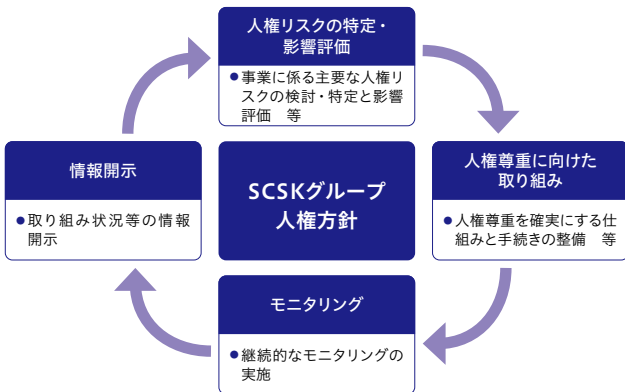 人権リスクの特定・
影響評価
●事業に係る主要な人権リ
スクの検討・特定と影響
評価　等
情報開示
●取り組み状況等の情報
開示
SCSKグループ
人権方針
人権尊重に向けた
取り組み
●人権尊重を確実にする仕
組みと手続きの整備　等
モニタリング
●継続的なモニタリングの
実施